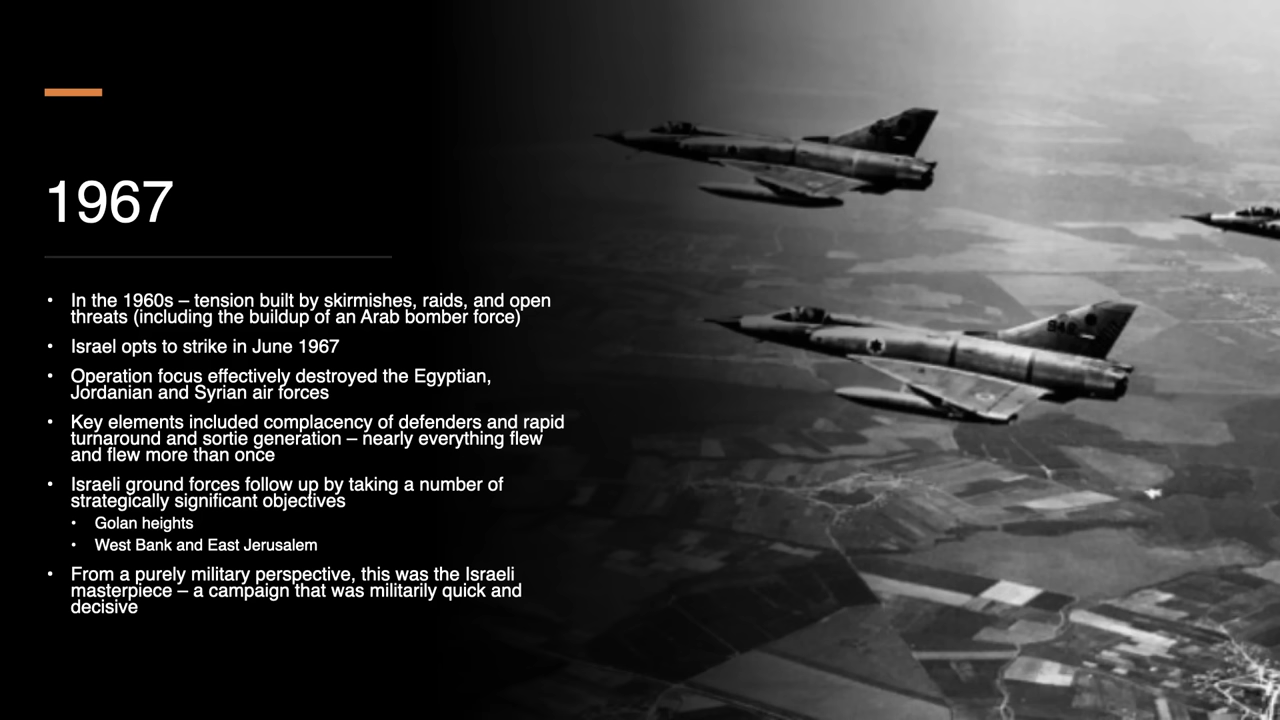 1967
• In the 1960s – tension built by skirmishes, raids, and open
threats (including the buildup of an Arab bomber force)
• Israel opts to strike in June 1967
• Operation focus effectively destroyed the Egyptian,
Jordanian and Syrian air forces
• Key elements included complacency of defenders and rapid
turnaround and sortie generation – nearly everything flew
and flew more than once
• Israeli ground forces follow up by taking a number of
strategically significant objectives
• Golan heights
• West Bank and East Jerusalem
• From a purely military perspective, this was the Israeli
masterpiece – a campaign that was militarily quick and
decisive